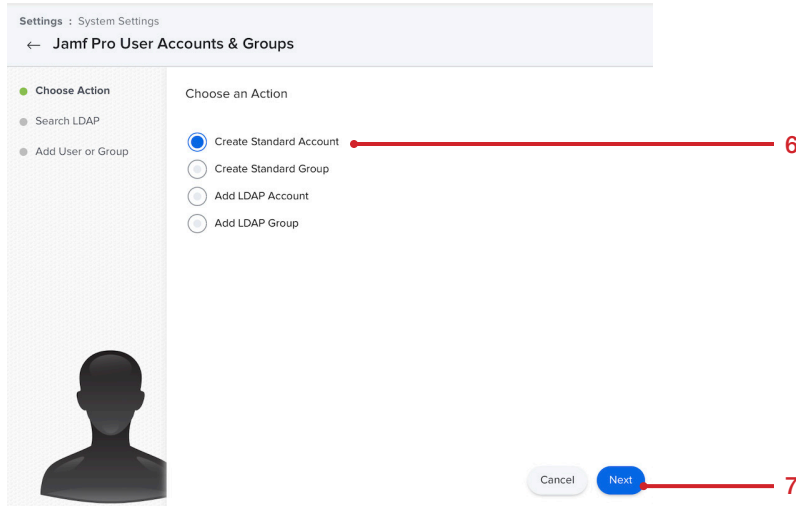 Settings : System Settings
← Jamf Pro User Accounts & Groups
Choose Action
Search LDAP
Add User or Group
Choose an Action
Create Standard Account
6
Create Standard Group
Add LDAP Account
Add LDAP Group
Cancel
Next
7